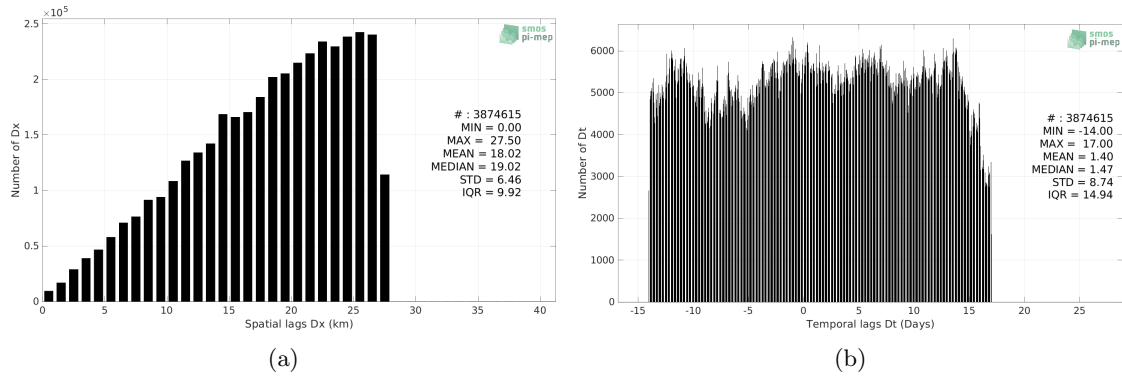 ×10⁵
2.5
2
1.5
1
0.5
0
Number of Dx
0
5
10
15
20
25
30
35
40
Spatial lags Dx (km)
smos
pi-mep
# : 3874615
MIN = 0.00
MAX = 27.50
MEAN = 18.02
MEDIAN = 19.02
STD = 6.46
IQR = 9.92
(a)
6000
5000
4000
3000
2000
1000
0
Number of Dt
-15
-10
-5
0
5
10
15
20
25
Temporal lags Dt (Days)
smos
pi-mep
# : 3874615
MIN = -14.00
MAX = 17.00
MEAN = 1.40
MEDIAN = 1.47
STD = 8.74
IQR = 14.94
(b)